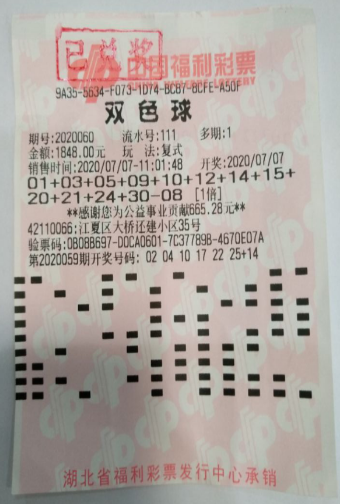 已兑奖
中国福利彩票
9A35-5634-F073-1D74-BC67-8CFE-A50F
双色球
期号:2020060 流水号:111 多期:1
金额:1848.00元 玩 法:复式
销售时间:2020/07/07-11:01:48 开奖:2020/07/07
01+03+05+09+10+12+14+15+
20+21+24+30-08 [1倍]
**感谢您为公益事业贡献665.28元**
42110066:江夏区大桥还建小区35号
验票码:0B0BB697-D0CA0601-7C37789B-4670E07A
第2020059期开奖号码: 02 04 10 17 22 25+14
湖北省福利彩票发行中心承销